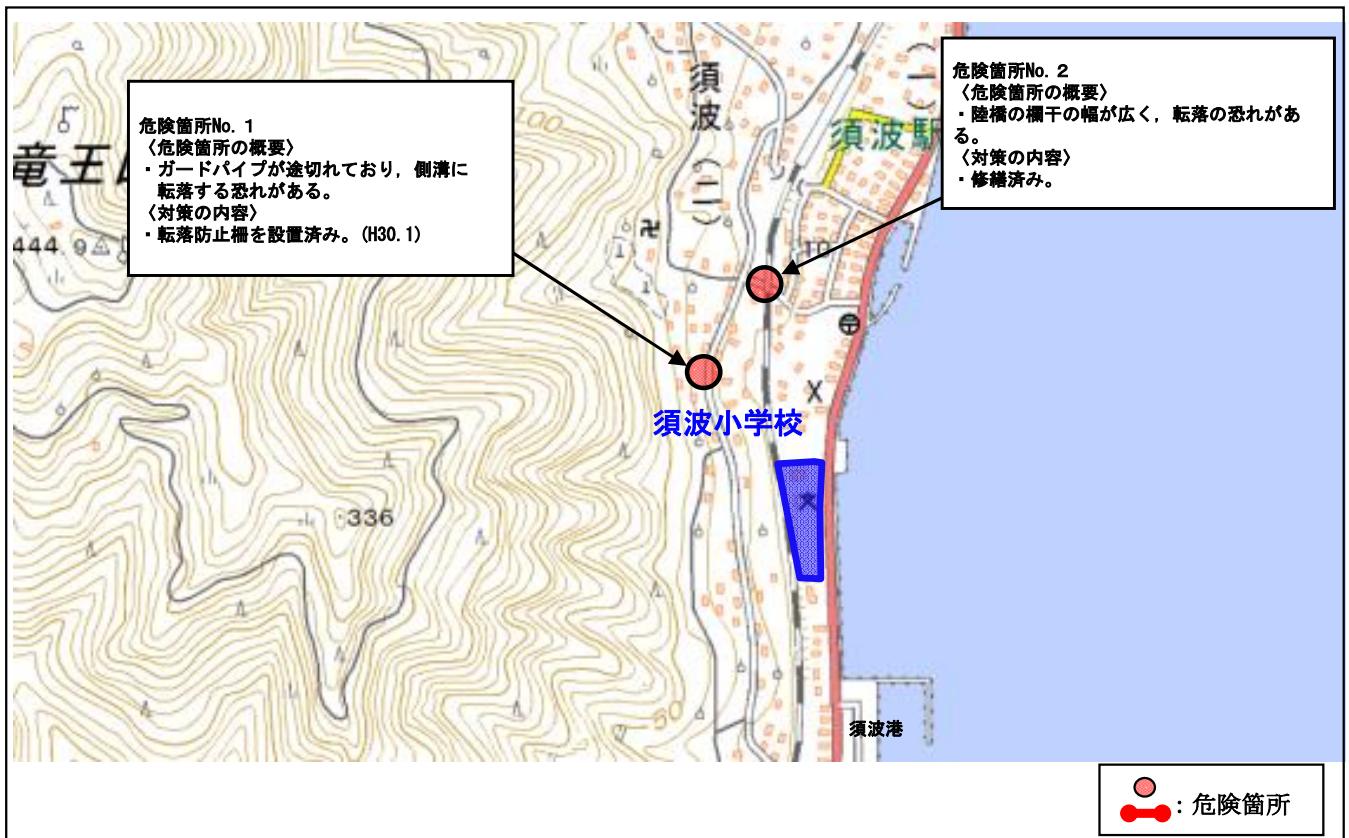 危険箇所No. 1
〈危険箇所の概要〉
・ガードパイプが途切れており，側溝に
転落する恐れがある。
〈対策の内容〉
・転落防止柵を設置済み。(H30.1)
危険箇所No. 2
〈危険箇所の概要〉
・陸橋の欄干の幅が広く，転落の恐れがあ
る。
〈対策の内容〉
・修繕済み。
須波(二)
(一)
須波駅
竜王
100
444.9
須波小学校
文
336
50
須波港
：危険箇所